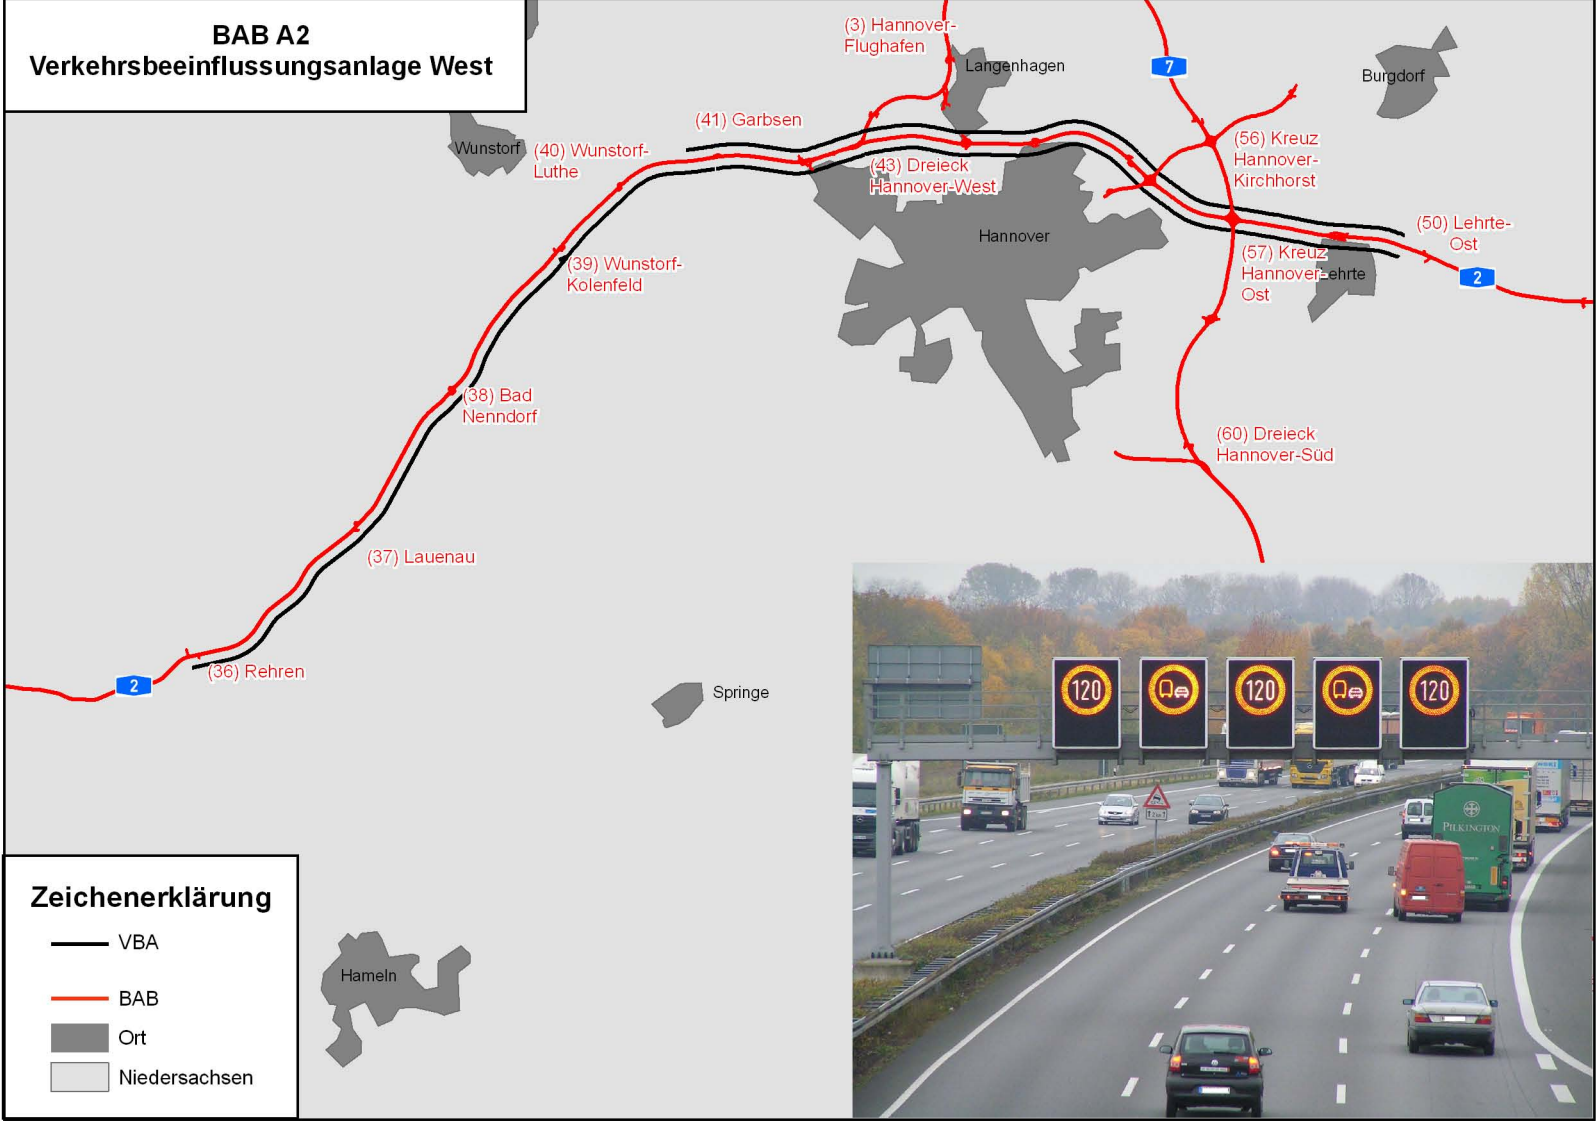 BAB A2
Verkehrsbeeinflussungsanlage West
(3) Hannover-
Flughafen
Langenhagen
7
Burgdorf
(41) Garbsen
Wunstorf
(40) Wunstorf-
Luthe
(43) Dreieck
Hannover-West
(56) Kreuz
Hannover-
Kirchhorst
Hannover
(50) Lehrte-
Ost
(39) Wunstorf-
Kolenfeld
(57) Kreuz
Hannover-
Ost
Lehrte
2
(38) Bad
Nenndorf
(60) Dreieck
Hannover-Süd
(37) Lauenau
(36) Rehren
2
Springe
120
120
120
PILKINGTON
Zeichenerklärung
VBA
BAB
Ort
Niedersachsen
Hameln